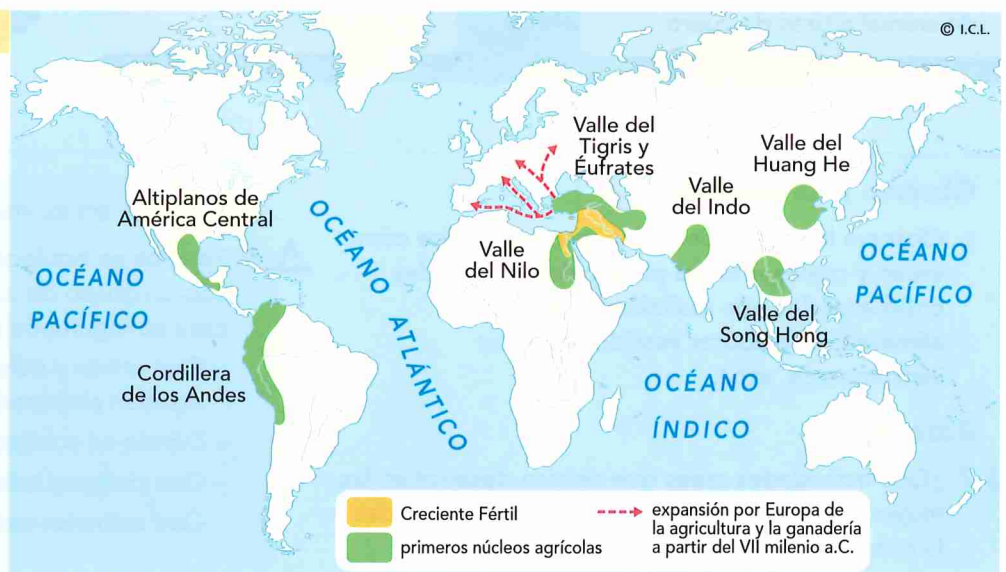 © I.C.L.
Valle del
Tigris y
Éufrates
Valle del
Huang He
Altiplanos de
América Central
Valle
del Indo
OCÉANO
ATLÁNTICO
Valle
del Nilo
OCÉANO
PACÍFICO
OCÉANO
PACÍFICO
Valle del
Song Hong
Cordillera
de los Andes
OCÉANO
ÍNDICO
Creciente Fértil
primeros núcleos agrícolas
expansión por Europa de
la agricultura y la ganadería
a partir del VII milenio a.C.